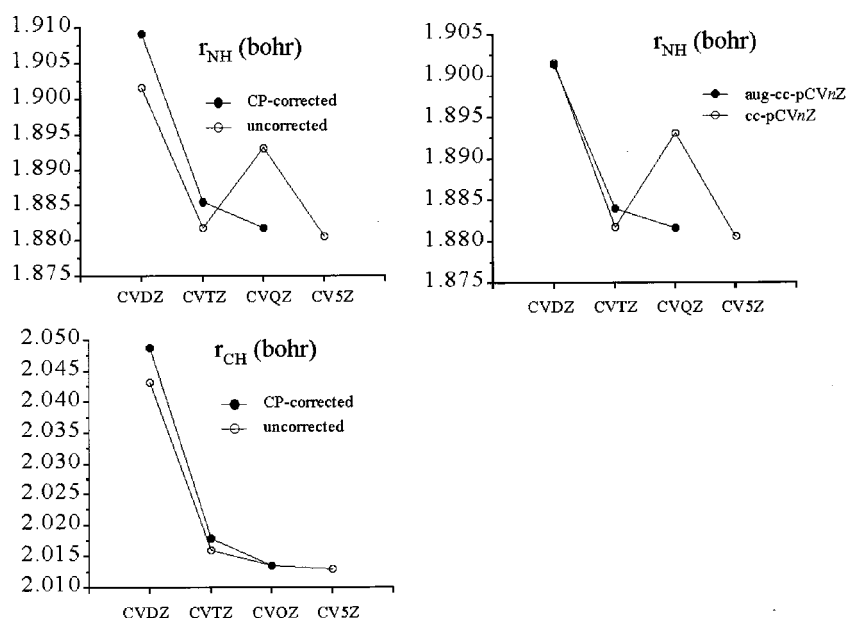 r_NH (bohr)
CP-corrected
uncorrected
1.910
1.905
1.900
1.895
1.890
1.885
1.880
1.875
CVDZ CVTZ CVQZ CV5Z
r_NH (bohr)
aug-cc-pCVnZ
cc-pCVnZ
1.905
1.900
1.895
1.890
1.885
1.880
1.875
CVDZ CVTZ CVQZ CV5Z
r_CH (bohr)
CP-corrected
uncorrected
2.050
2.045
2.040
2.035
2.030
2.025
2.020
2.015
2.010
CVDZ CVTZ CVQZ CV5Z